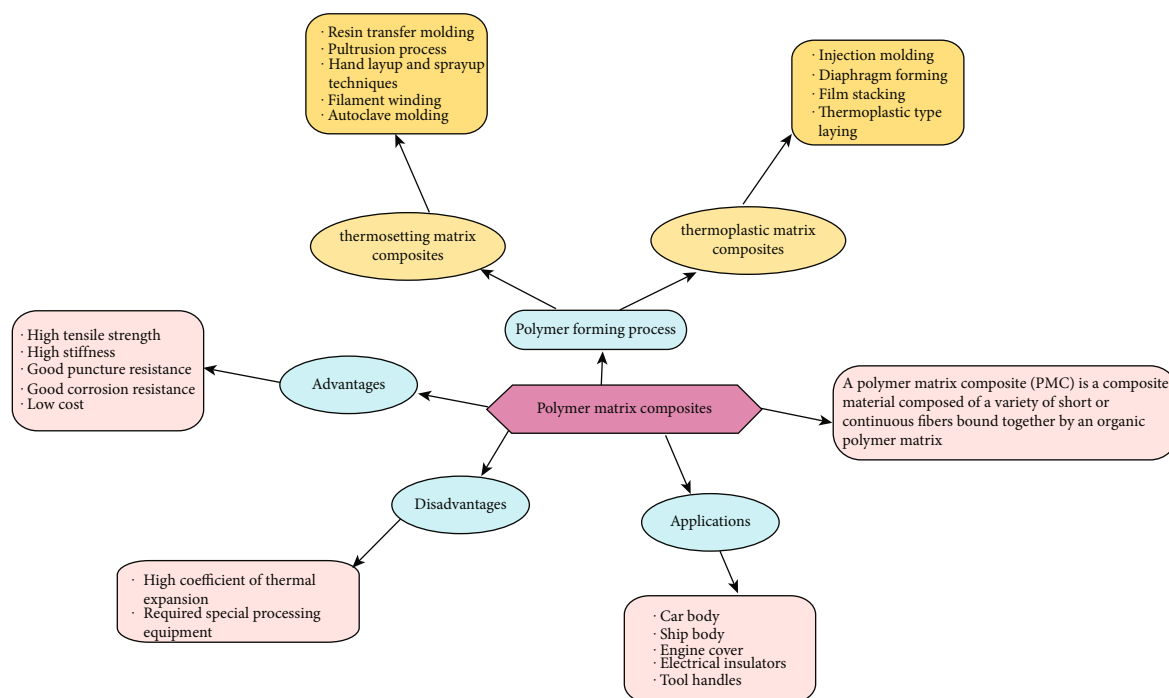 · Resin transfer molding
· Pultrusion process
· Hand layup and sprayup
techniques
· Filament winding
· Autoclave molding
· Injection molding
· Diaphragm forming
· Film stacking
· Thermoplastic type
laying
thermosetting matrix
composites
thermoplastic matrix
composites
Polymer forming process
· High tensile strength
· High stiffness
· Good puncture resistance
· Good corrosion resistance
· Low cost
Advantages
Polymer matrix composites
A polymer matrix composite (PMC) is a composite
material composed of a variety of short or
continuous fibers bound together by an organic
polymer matrix
Disadvantages
Applications
· High coefficient of thermal
expansion
· Required special processing
equipment
· Car body
· Ship body
· Engine cover
· Electrical insulators
· Tool handles